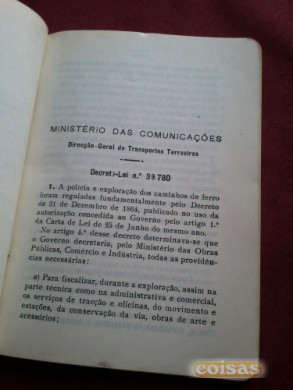 MINISTÉRIO DAS COMUNICAÇÕES
Direcção-Geral de Transportes Terrestres
Decreto-Lei n.º 39780
1. A polícia e exploração dos caminhos de ferro
foram reguladas fundamentalmente pelo Decreto
de 31 de Dezembro de 1864, publicado no uso da
autorização concedida ao Governo pelo artigo 1.º
da Carta de Lei de 25 de Junho do mesmo ano.
No artigo 4.º desse decreto determinava-se que
o Governo decretaria, pelo Ministério das Obras
Públicas, Comércio e Indústria, todas as providên-
cias necessárias:
a) Para fiscalizar, durante a exploração, assim na
parte técnica como na administrativa e comercial,
os serviços de tracção e oficinas, do movimento e
estações, da conservação da via, obras de arte e
acessórios;
coisas